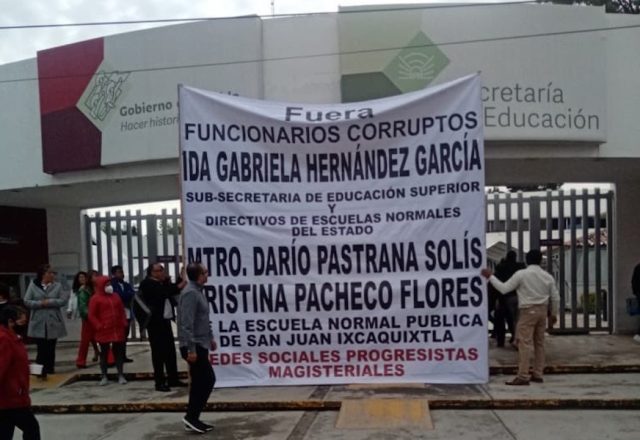 Gobierno
Hacer historia
cretaría
Educación
Fuera
FUNCIONARIOS CORRUPTOS
IDA GABRIELA HERNÁNDEZ GARCÍA
SUB-SECRETARIA DE EDUCACIÓN SUPERIOR
Y
DIRECTIVOS DE ESCUELAS NORMALES
DEL ESTADO
MTRO. DARÍO PASTRANA SOLÍS
RISTINA PACHECO FLORES
E LA ESCUELA NORMAL PUBLICA
DE SAN JUAN IXCAQUIXTLA
EDES SOCIALES PROGRESISTAS
MAGISTERIALES